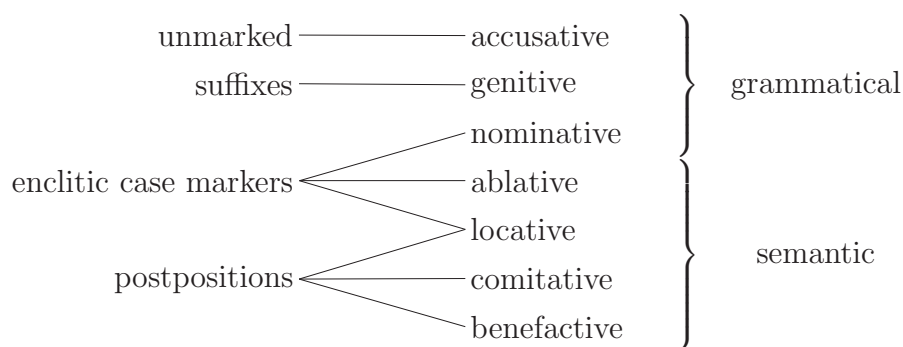 unmarked accusative
suffixes genitive
grammatical
nominative
enclitic case markers ablative
locative
semantic
postpositions comitative
benefactive